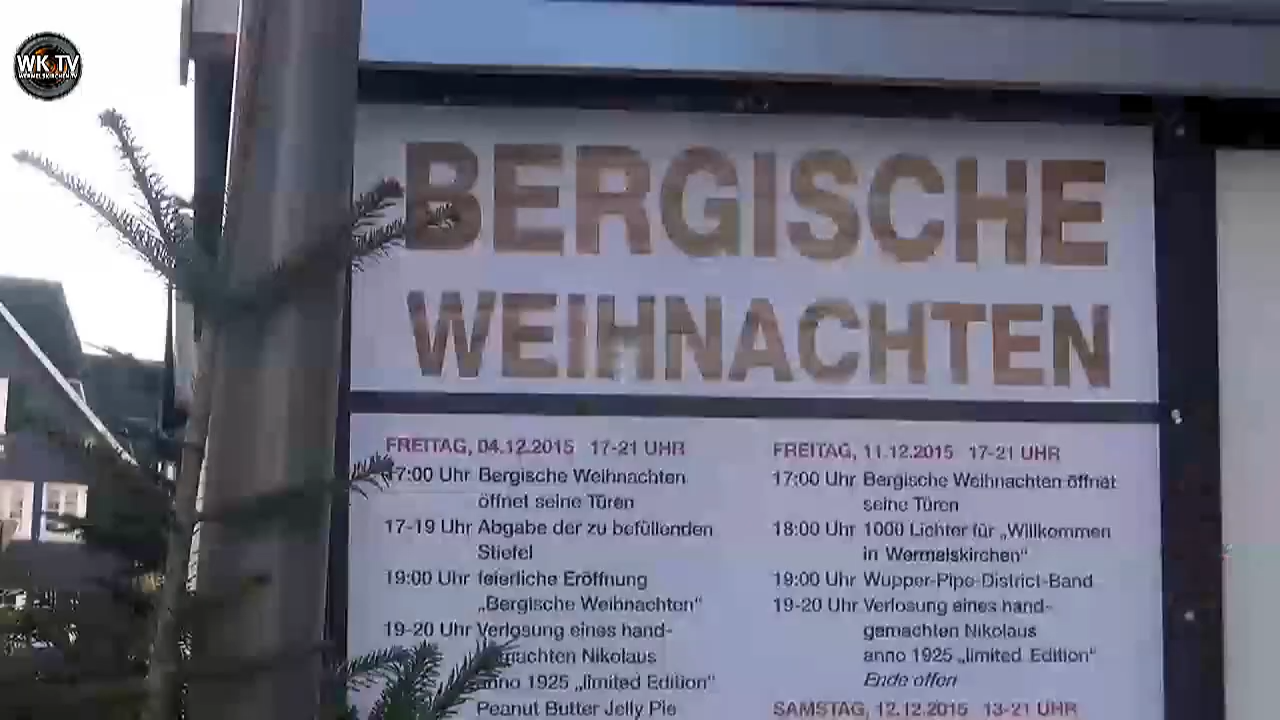 WK TV
WERMELSKIRCHEN.TV
BERGISCHE
WEIHNACHTEN
FREITAG, 04.12.2015 17-21 UHR
17:00 Uhr Bergische Weihnachten
öffnet seine Türen
17-19 Uhr Abgabe der zu befüllenden
Stiefel
19:00 Uhr feierliche Eröffnung
„Bergische Weihnachten“
19-20 Uhr Verlosung eines hand-
gemachten Nikolaus
anno 1925 „limited Edition“
Peanut Butter Jelly Pie
FREITAG, 11.12.2015 17-21 UHR
17:00 Uhr Bergische Weihnachten öffnet
seine Türen
18:00 Uhr 1000 Lichter für „Willkommen
in Wermelskirchen“
19:00 Uhr Wupper-Pipe-District-Band
19-20 Uhr Verlosung eines hand-
gemachten Nikolaus
anno 1925 „limited Edition“
Ende offen
SAMSTAG, 12.12.2015 13-21 UHR